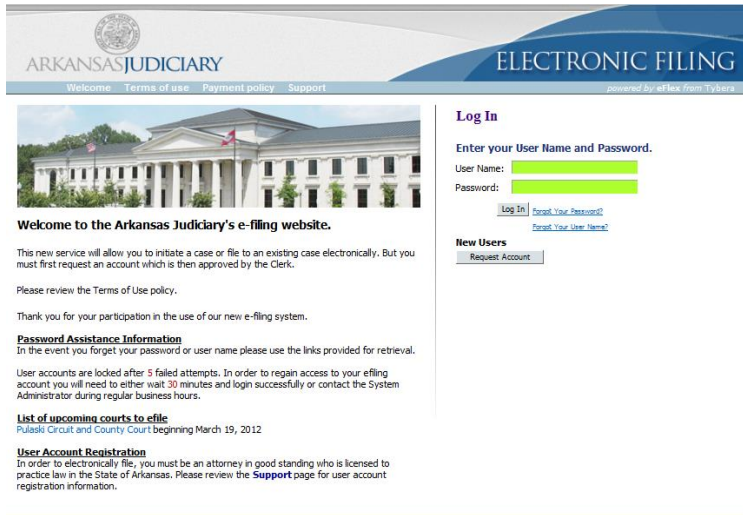 ARKANSAS JUDICIARY
ELECTRONIC FILING
Welcome Terms of use Payment policy Support
powered by eFlex from Tybera
Welcome to the Arkansas Judiciary's e-filing website.
This new service will allow you to initiate a case or file to an existing case electronically. But you
must first request an account which is then approved by the Clerk.
Please review the Terms of Use policy.
Thank you for your participation in the use of our new e-filing system.
Password Assistance Information
In the event you forget your password or user name please use the links provided for retrieval.
User accounts are locked after 5 failed attempts. In order to regain access to your efiling
account you will need to either wait 30 minutes and login successfully or contact the System
Administrator during regular business hours.
List of upcoming courts to efile
Pulaski Circuit and County Court beginning March 19, 2012
User Account Registration
In order to electronically file, you must be an attorney in good standing who is licensed to
practice law in the State of Arkansas. Please review the Support page for user account
registration information.
Log In
Enter your User Name and Password.
User Name:
Password:
Log In Forgot Your Password?
Forgot Your User Name?
New Users
Request Account